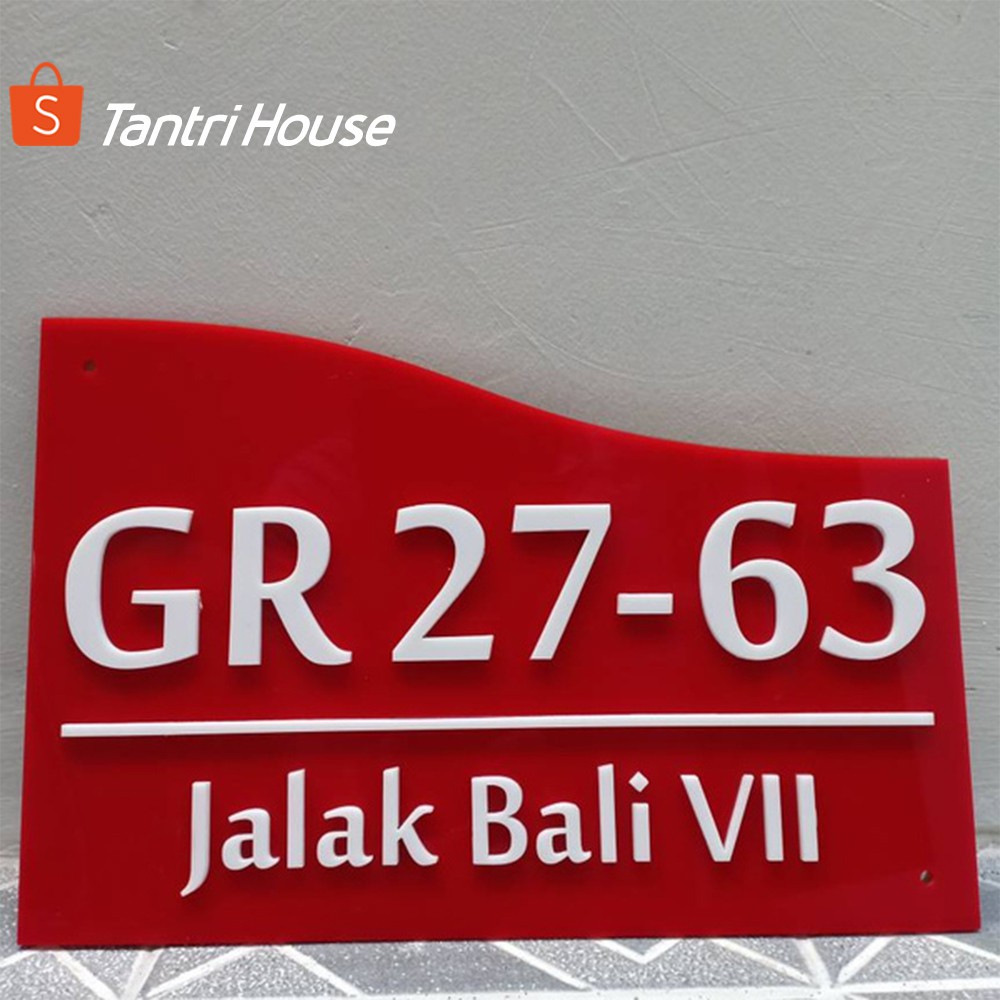 S
Tantri House
GR 27-63
Jalak Bali VII